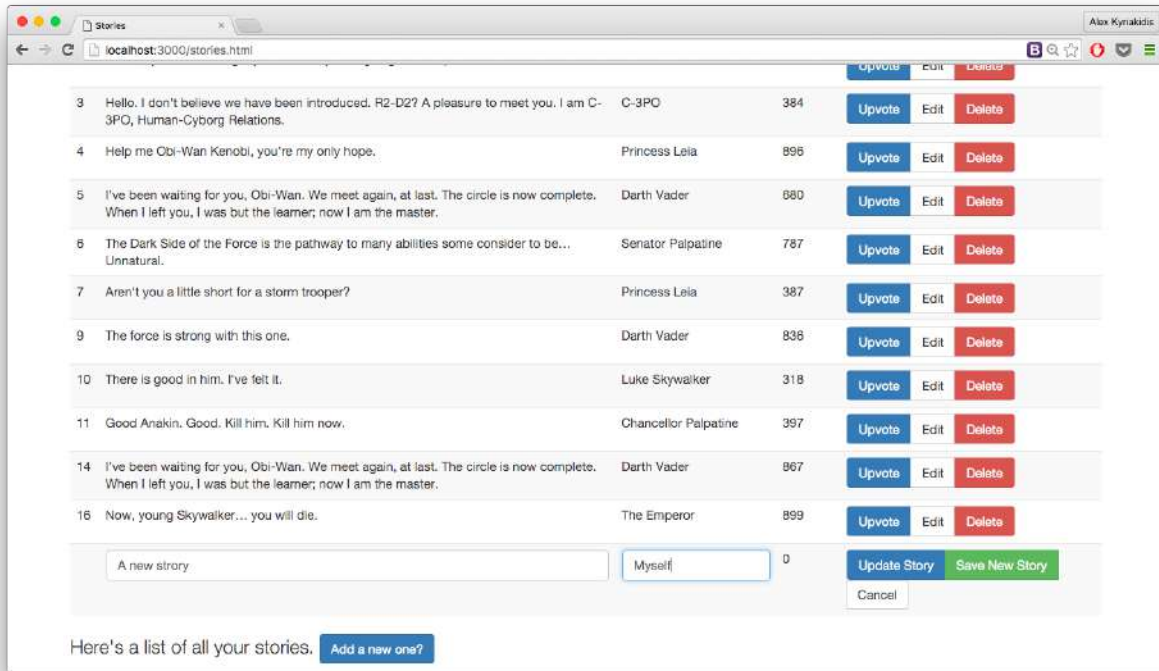 Stories
Alex Kyriakidis
localhost:3000/stories.html
Upvote Edit Delete
3 Hello. I don't believe we have been introduced. R2-D2? A pleasure to meet you. I am C- C-3PO 384 Upvote Edit Delete
3PO, Human-Cyborg Relations.
4 Help me Obi-Wan Kenobi, you're my only hope. Princess Leia 896 Upvote Edit Delete
5 I've been waiting for you, Obi-Wan. We meet again, at last. The circle is now complete. Darth Vader 680 Upvote Edit Delete
When I left you, I was but the learner; now I am the master.
6 The Dark Side of the Force is the pathway to many abilities some consider to be... Senator Palpatine 787 Upvote Edit Delete
Unnatural.
7 Aren't you a little short for a storm trooper? Princess Leia 387 Upvote Edit Delete
9 The force is strong with this one. Darth Vader 836 Upvote Edit Delete
10 There is good in him. I've felt it. Luke Skywalker 318 Upvote Edit Delete
11 Good Anakin. Good. Kill him. Kill him now. Chancellor Palpatine 397 Upvote Edit Delete
14 I've been waiting for you, Obi-Wan. We meet again, at last. The circle is now complete. Darth Vader 867 Upvote Edit Delete
When I left you, I was but the learner; now I am the master.
16 Now, young Skywalker... you will die. The Emperor 899 Upvote Edit Delete
A new strory Myself 0 Update Story Save New Story
Cancel
Here's a list of all your stories. Add a new one?